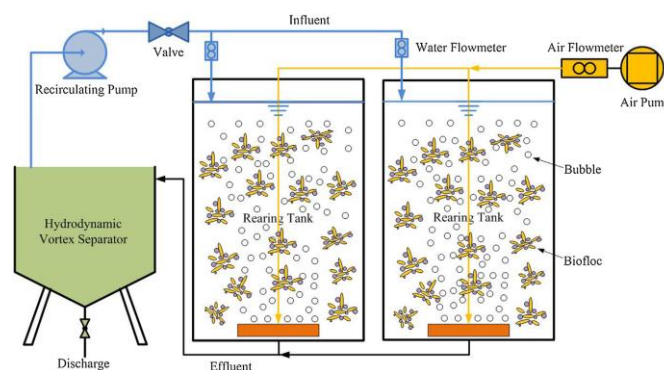 Influent
Valve
Water Flowmeter
Air Flowmeter
Recirculating Pump
Air Pum
Bubble
Hydrodynamic
Vortex Separator
Rearing Tank
Rearing Tank
Biofloc
Effluent
Discharge